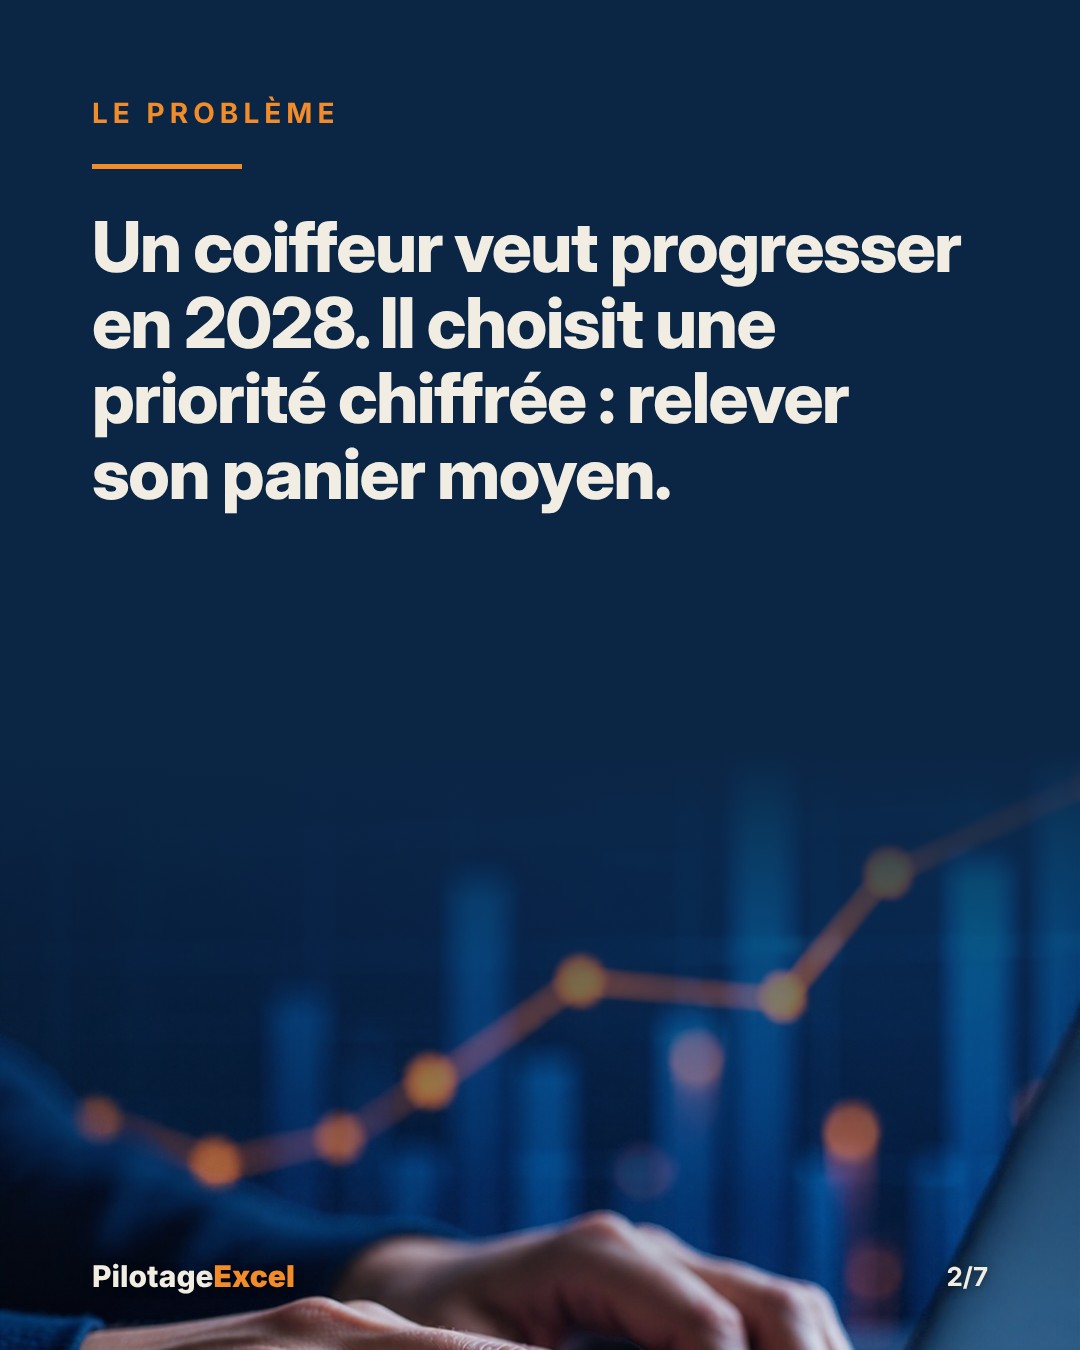 LE PROBLÈME
Un coiffeur veut progresser
en 2028. Il choisit une
priorité chiffrée : relever
son panier moyen.
PilotageExcel
2/7